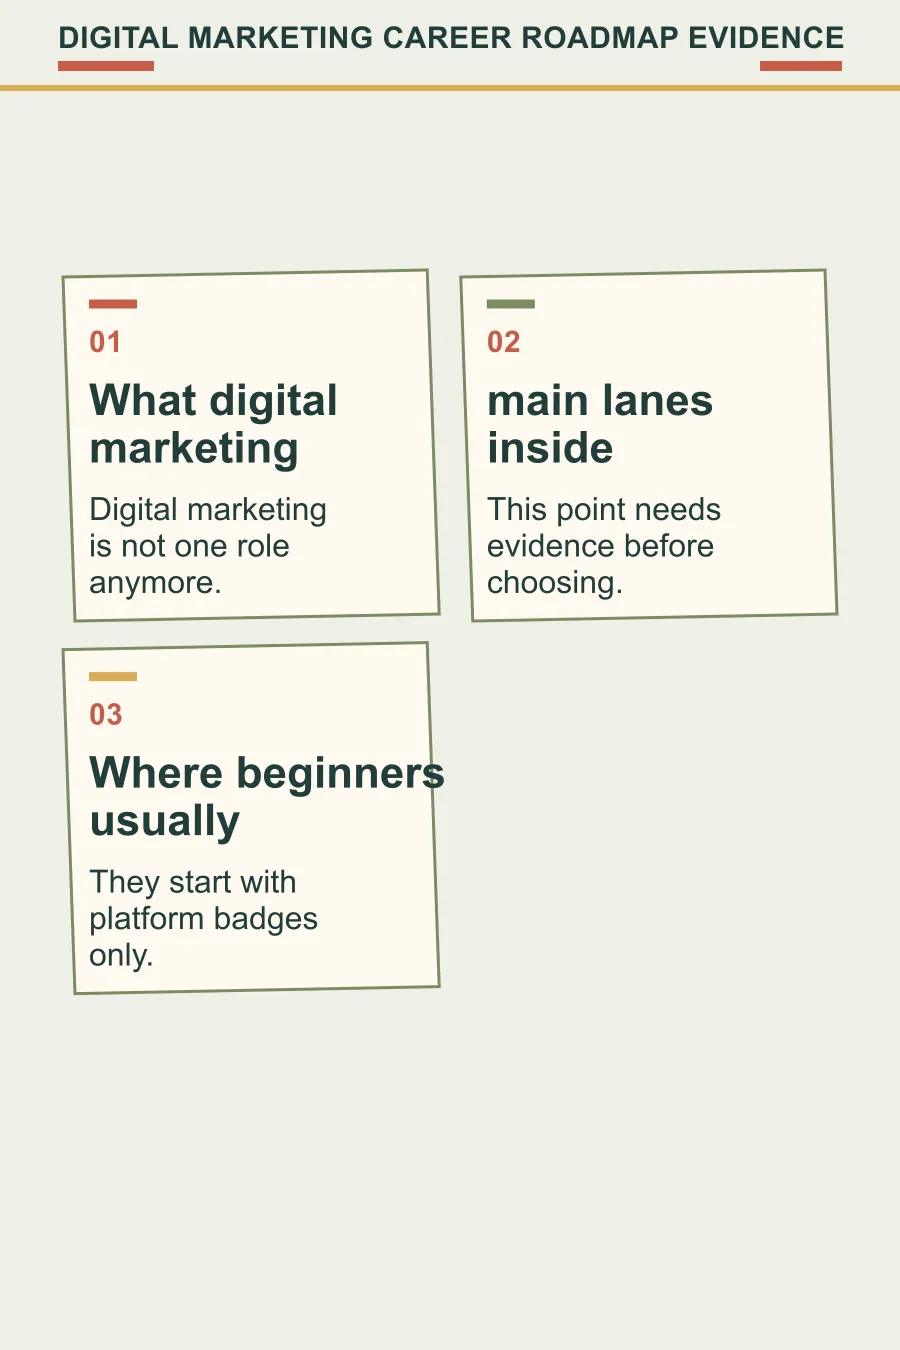 DIGITAL MARKETING CAREER ROADMAP EVIDENCE
01
What digital
marketing
Digital marketing
is not one role
anymore.
02
main lanes
inside
This point needs
evidence before
choosing.
03
Where beginners
usually
They start with
platform badges
only.